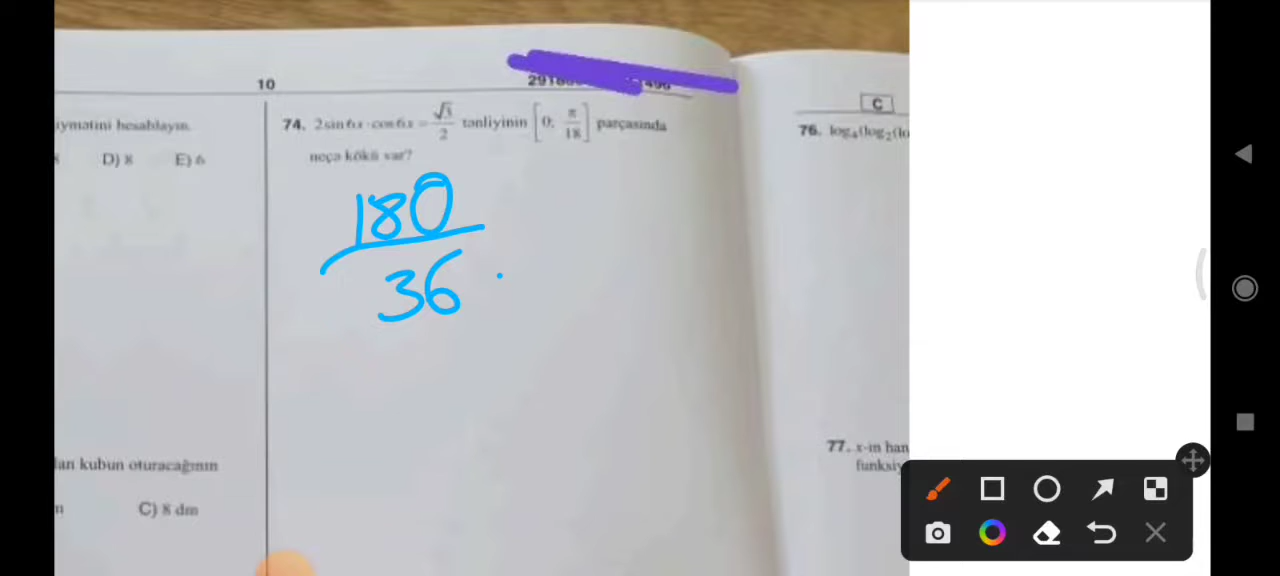 10
iymətini hesablayın.
D) 8 E) 6
lan kubun oturacağının
C) 8 dm
74. 2sin6x · cos6x = √3/2 tənliyinin [0; π/18] parçasında
neçə kökü var?
180
36
C
76. log₄(log₂(lo
77. x-in han
funksiy